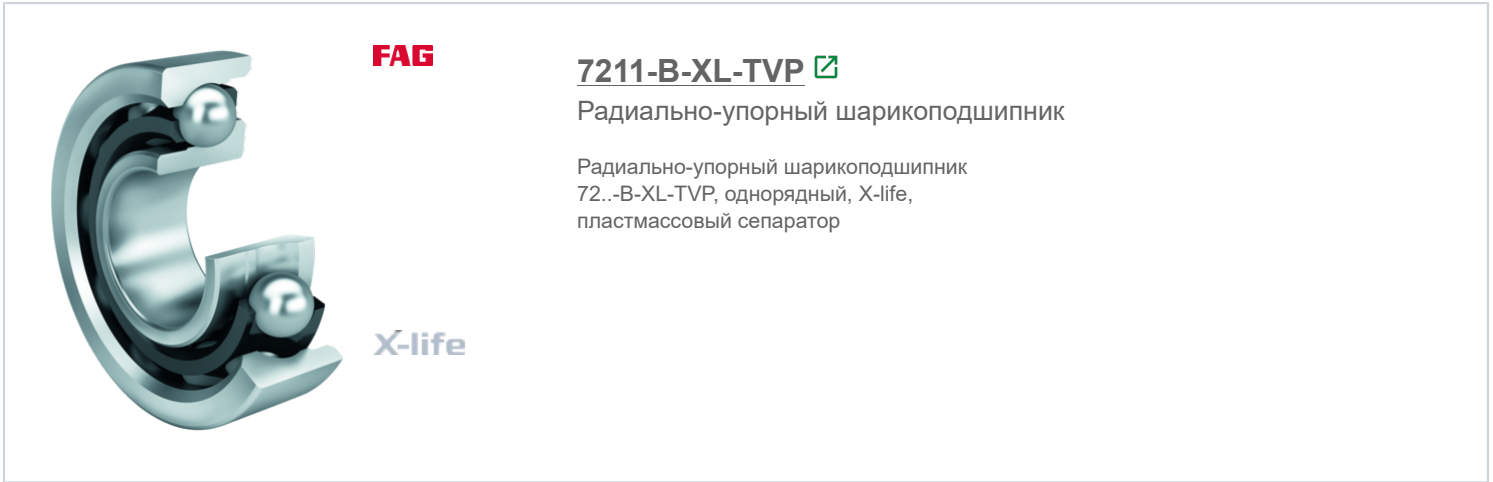 FAG
7211-B-XL-TVP
Радиально-упорный шарикоподшипник
Радиально-упорный шарикоподшипник
72..-B-XL-TVP, однорядный, X-life,
пластмассовый сепаратор
X-life